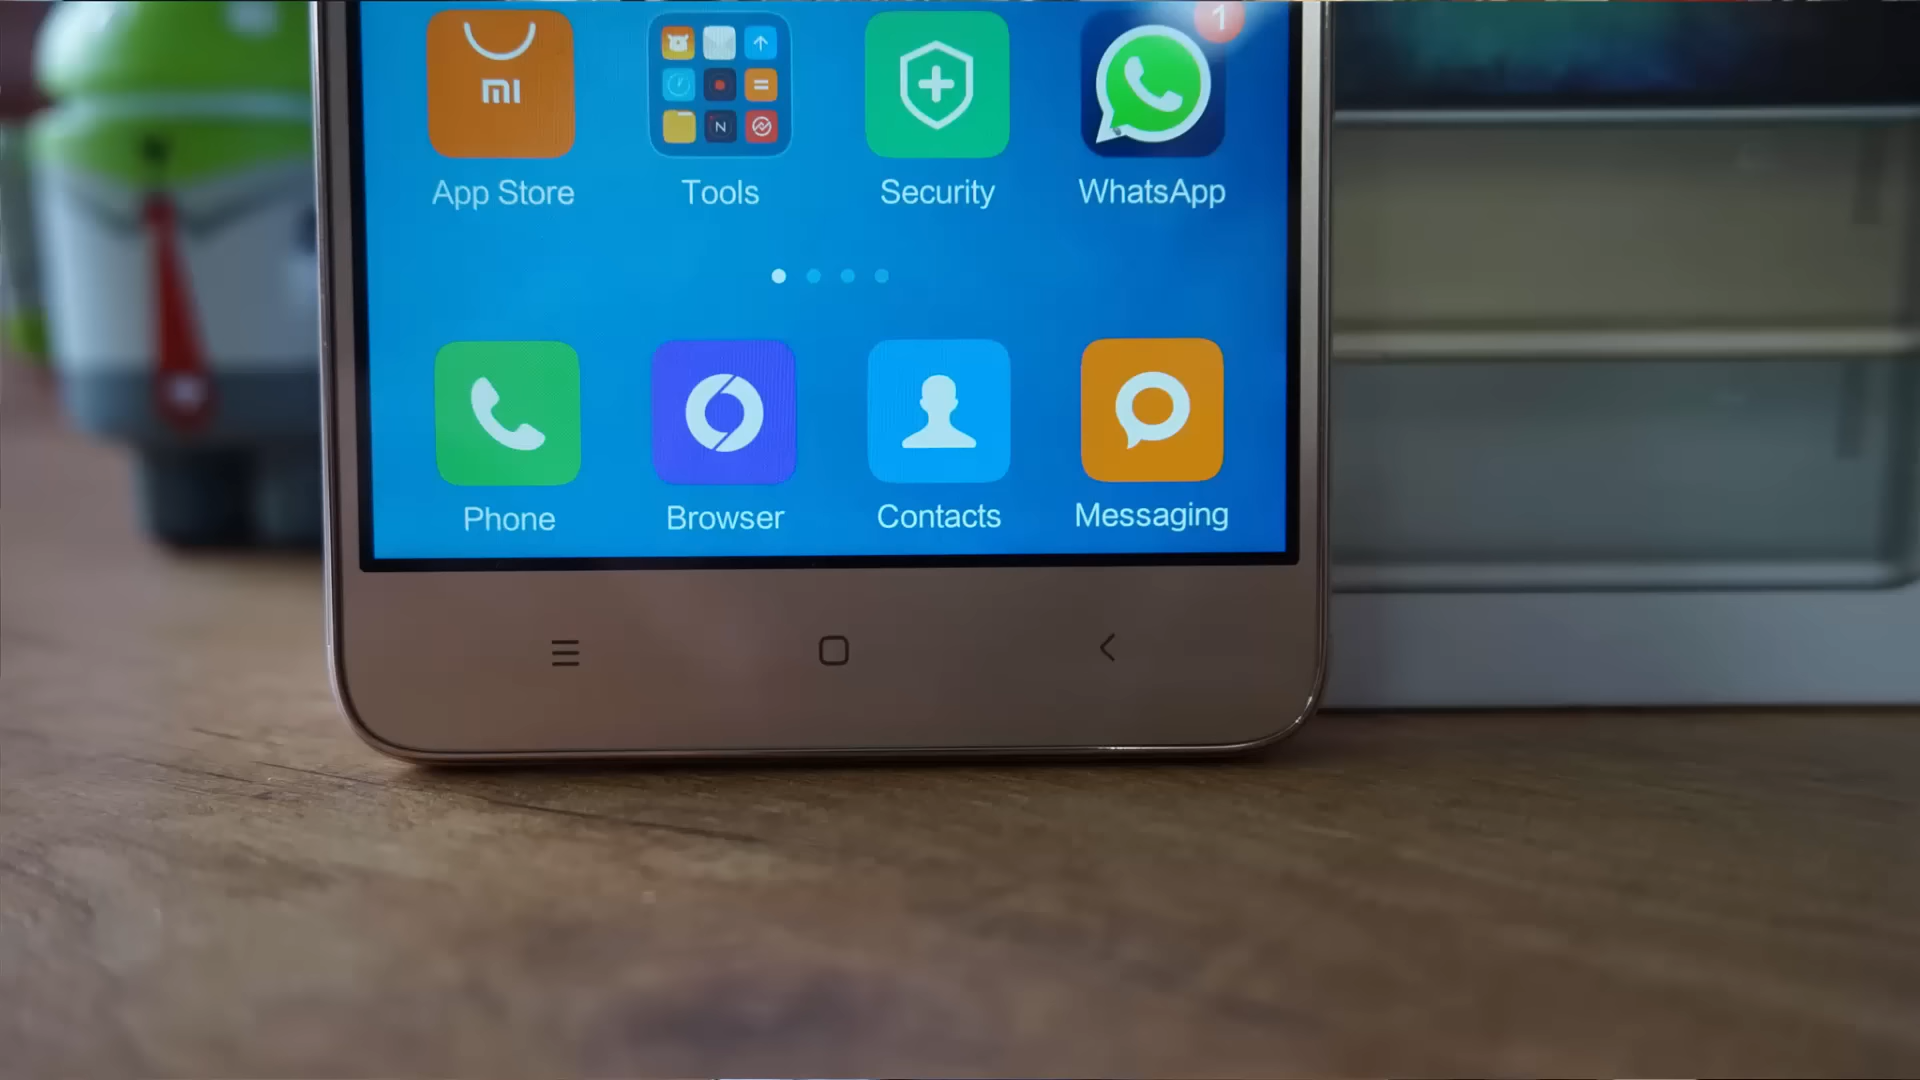 1
mi
N
App Store
Tools
Security
WhatsApp
Phone
Browser
Contacts
Messaging